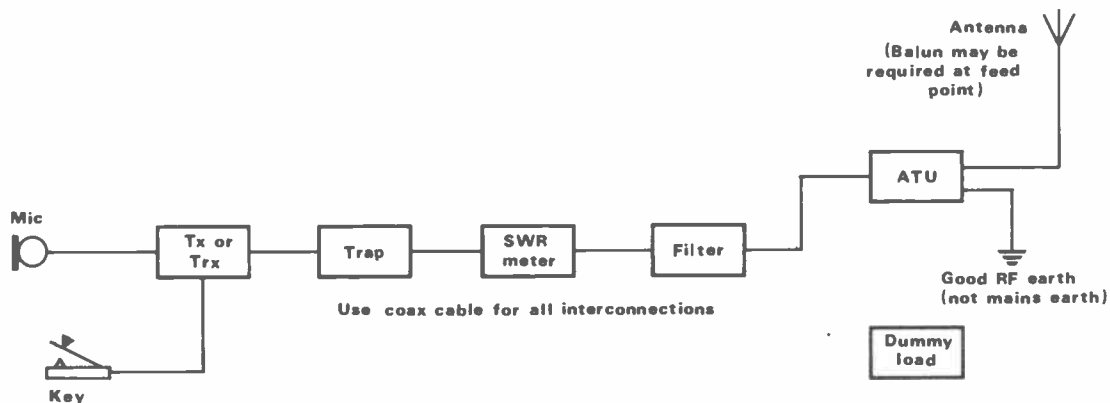 Antenna
(Balun may be
required at feed
point)
ATU
Mic
Tx or
Trx
Trap
SWR
meter
Filter
Good RF earth
(not mains earth)
Use coax cable for all interconnections
Dummy
load
Key